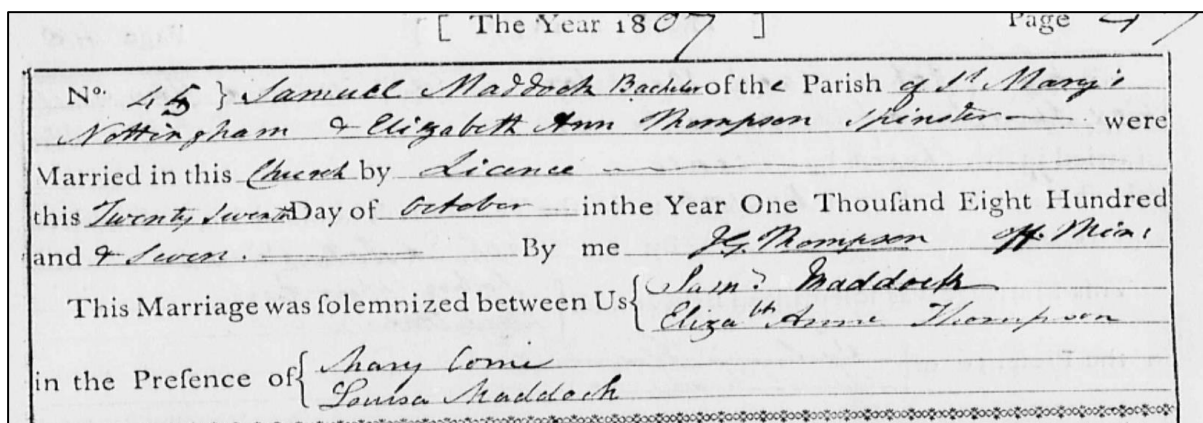 [ The Year 1807 ] Page 47
No. 45 } Samuel Maddock Bachelor of the Parish of St. Mary's
Nottingham & Elizabeth Ann Thompson Spinster were
Married in this Church by Licence
this Twenty Seventh Day of October in the Year One Thouſand Eight Hundred
and & Seven. By me Thompson Off. Min:
This Marriage was ſolemnized between Us { Saml. Maddock
Elizabth Anne Thompson
in the Preſence of { Mary
Louisa Maddock